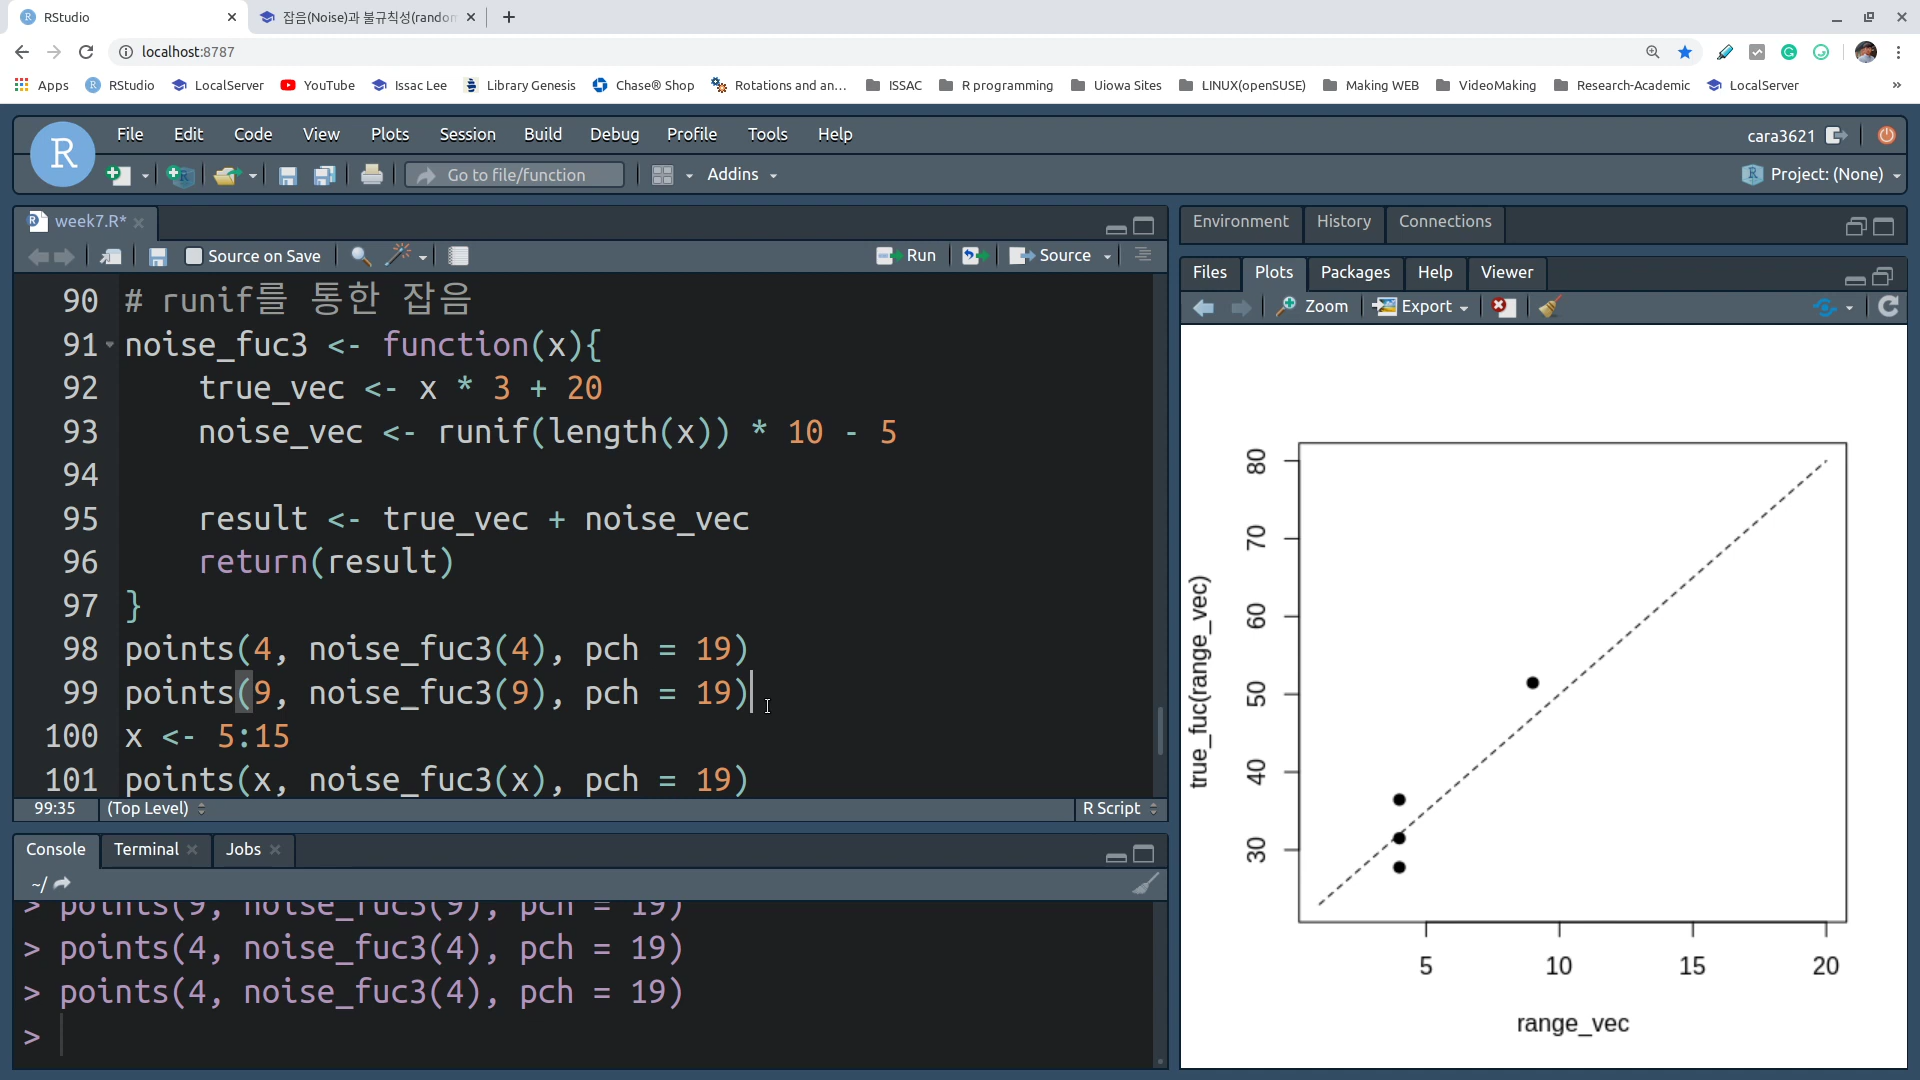 RStudio
잡음(Noise)과 불규칙성(random
localhost:8787
Apps RStudio LocalServer YouTube Issac Lee Library Genesis Chase® Shop Rotations and an... ISSAC R programming Uiowa Sites LINUX(openSUSE) Making WEB VideoMaking Research-Academic LocalServer »
R File Edit Code View Plots Session Build Debug Profile Tools Help cara3621
Go to file/function Addins Project: (None)
week7.R*
Source on Save Run Source
90 # runif를 통한 잡음
91 noise_fuc3 <- function(x){
92 true_vec <- x * 3 + 20
93 noise_vec <- runif(length(x)) * 10 - 5
94
95 result <- true_vec + noise_vec
96 return(result)
97 }
98 points(4, noise_fuc3(4), pch = 19)
99 points(9, noise_fuc3(9), pch = 19)
100 x <- 5:15
101 points(x, noise_fuc3(x), pch = 19)
99:35 (Top Level) R Script
Console Terminal Jobs
~/
> points(9, noise_fuc3(9), pch = 19)
> points(4, noise_fuc3(4), pch = 19)
> points(4, noise_fuc3(4), pch = 19)
>
Environment History Connections
Files Plots Packages Help Viewer
Zoom Export
true_fuc(range_vec)
80
70
60
50
40
30
5 10 15 20
range_vec